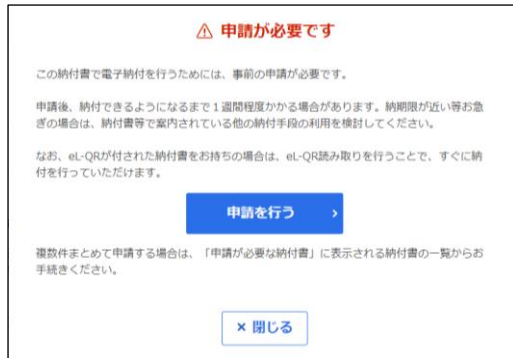 申請が必要です
この納付書で電子納付を行うためには、事前の申請が必要です。
申請後、納付できるようになるまで１週間程度かかる場合があります。納期限が近い等お急
ぎの場合は、納付書等で案内されている他の納付手段の利用を検討してください。
なお、eL-QRが付された納付書をお持ちの場合は、eL-QR読み取りを行うことで、すぐに納
付を行っていただけます。
申請を行う ›
複数件まとめて申請する場合は、「申請が必要な納付書」に表示される納付書の一覧からお
手続きください。
× 閉じる